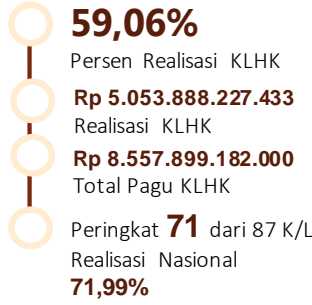 59,06%
Persen Realisasi KLHK
Rp 5.053.888.227.433
Realisasi KLHK
Rp 8.557.899.182.000
Total Pagu KLHK
Peringkat 71 dari 87 K/L
Realisasi Nasional
71,99%